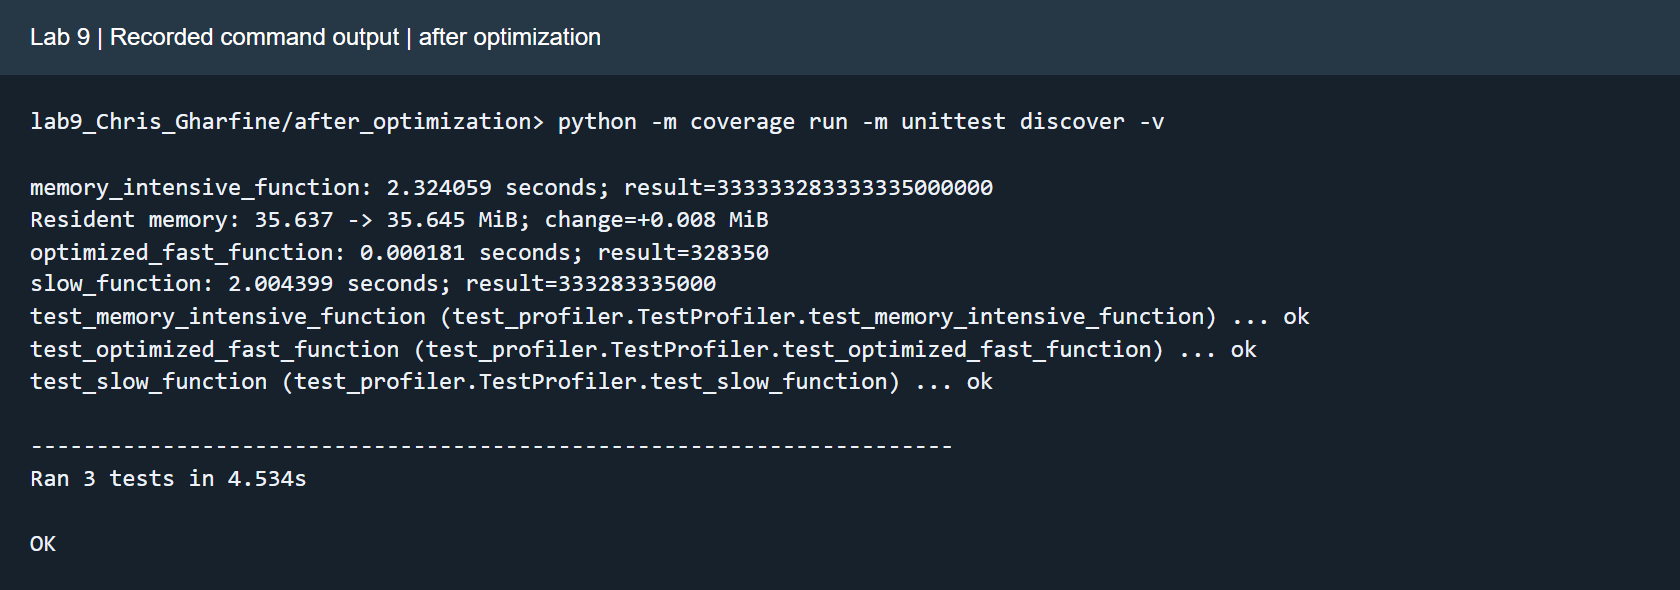 Lab 9 | Recorded command output | after optimization
lab9_Chris_Gharfine/after_optimization> python -m coverage run -m unittest discover -v
memory_intensive_function: 2.324059 seconds; result=333333283333335000000
Resident memory: 35.637 -> 35.645 MiB; change=+0.008 MiB
optimized_fast_function: 0.000181 seconds; result=328350
slow_function: 2.004399 seconds; result=333283335000
test_memory_intensive_function (test_profiler.TestProfiler.test_memory_intensive_function) ... ok
test_optimized_fast_function (test_profiler.TestProfiler.test_optimized_fast_function) ... ok
test_slow_function (test_profiler.TestProfiler.test_slow_function) ... ok
----------------------------------------------------------------------
Ran 3 tests in 4.534s
OK